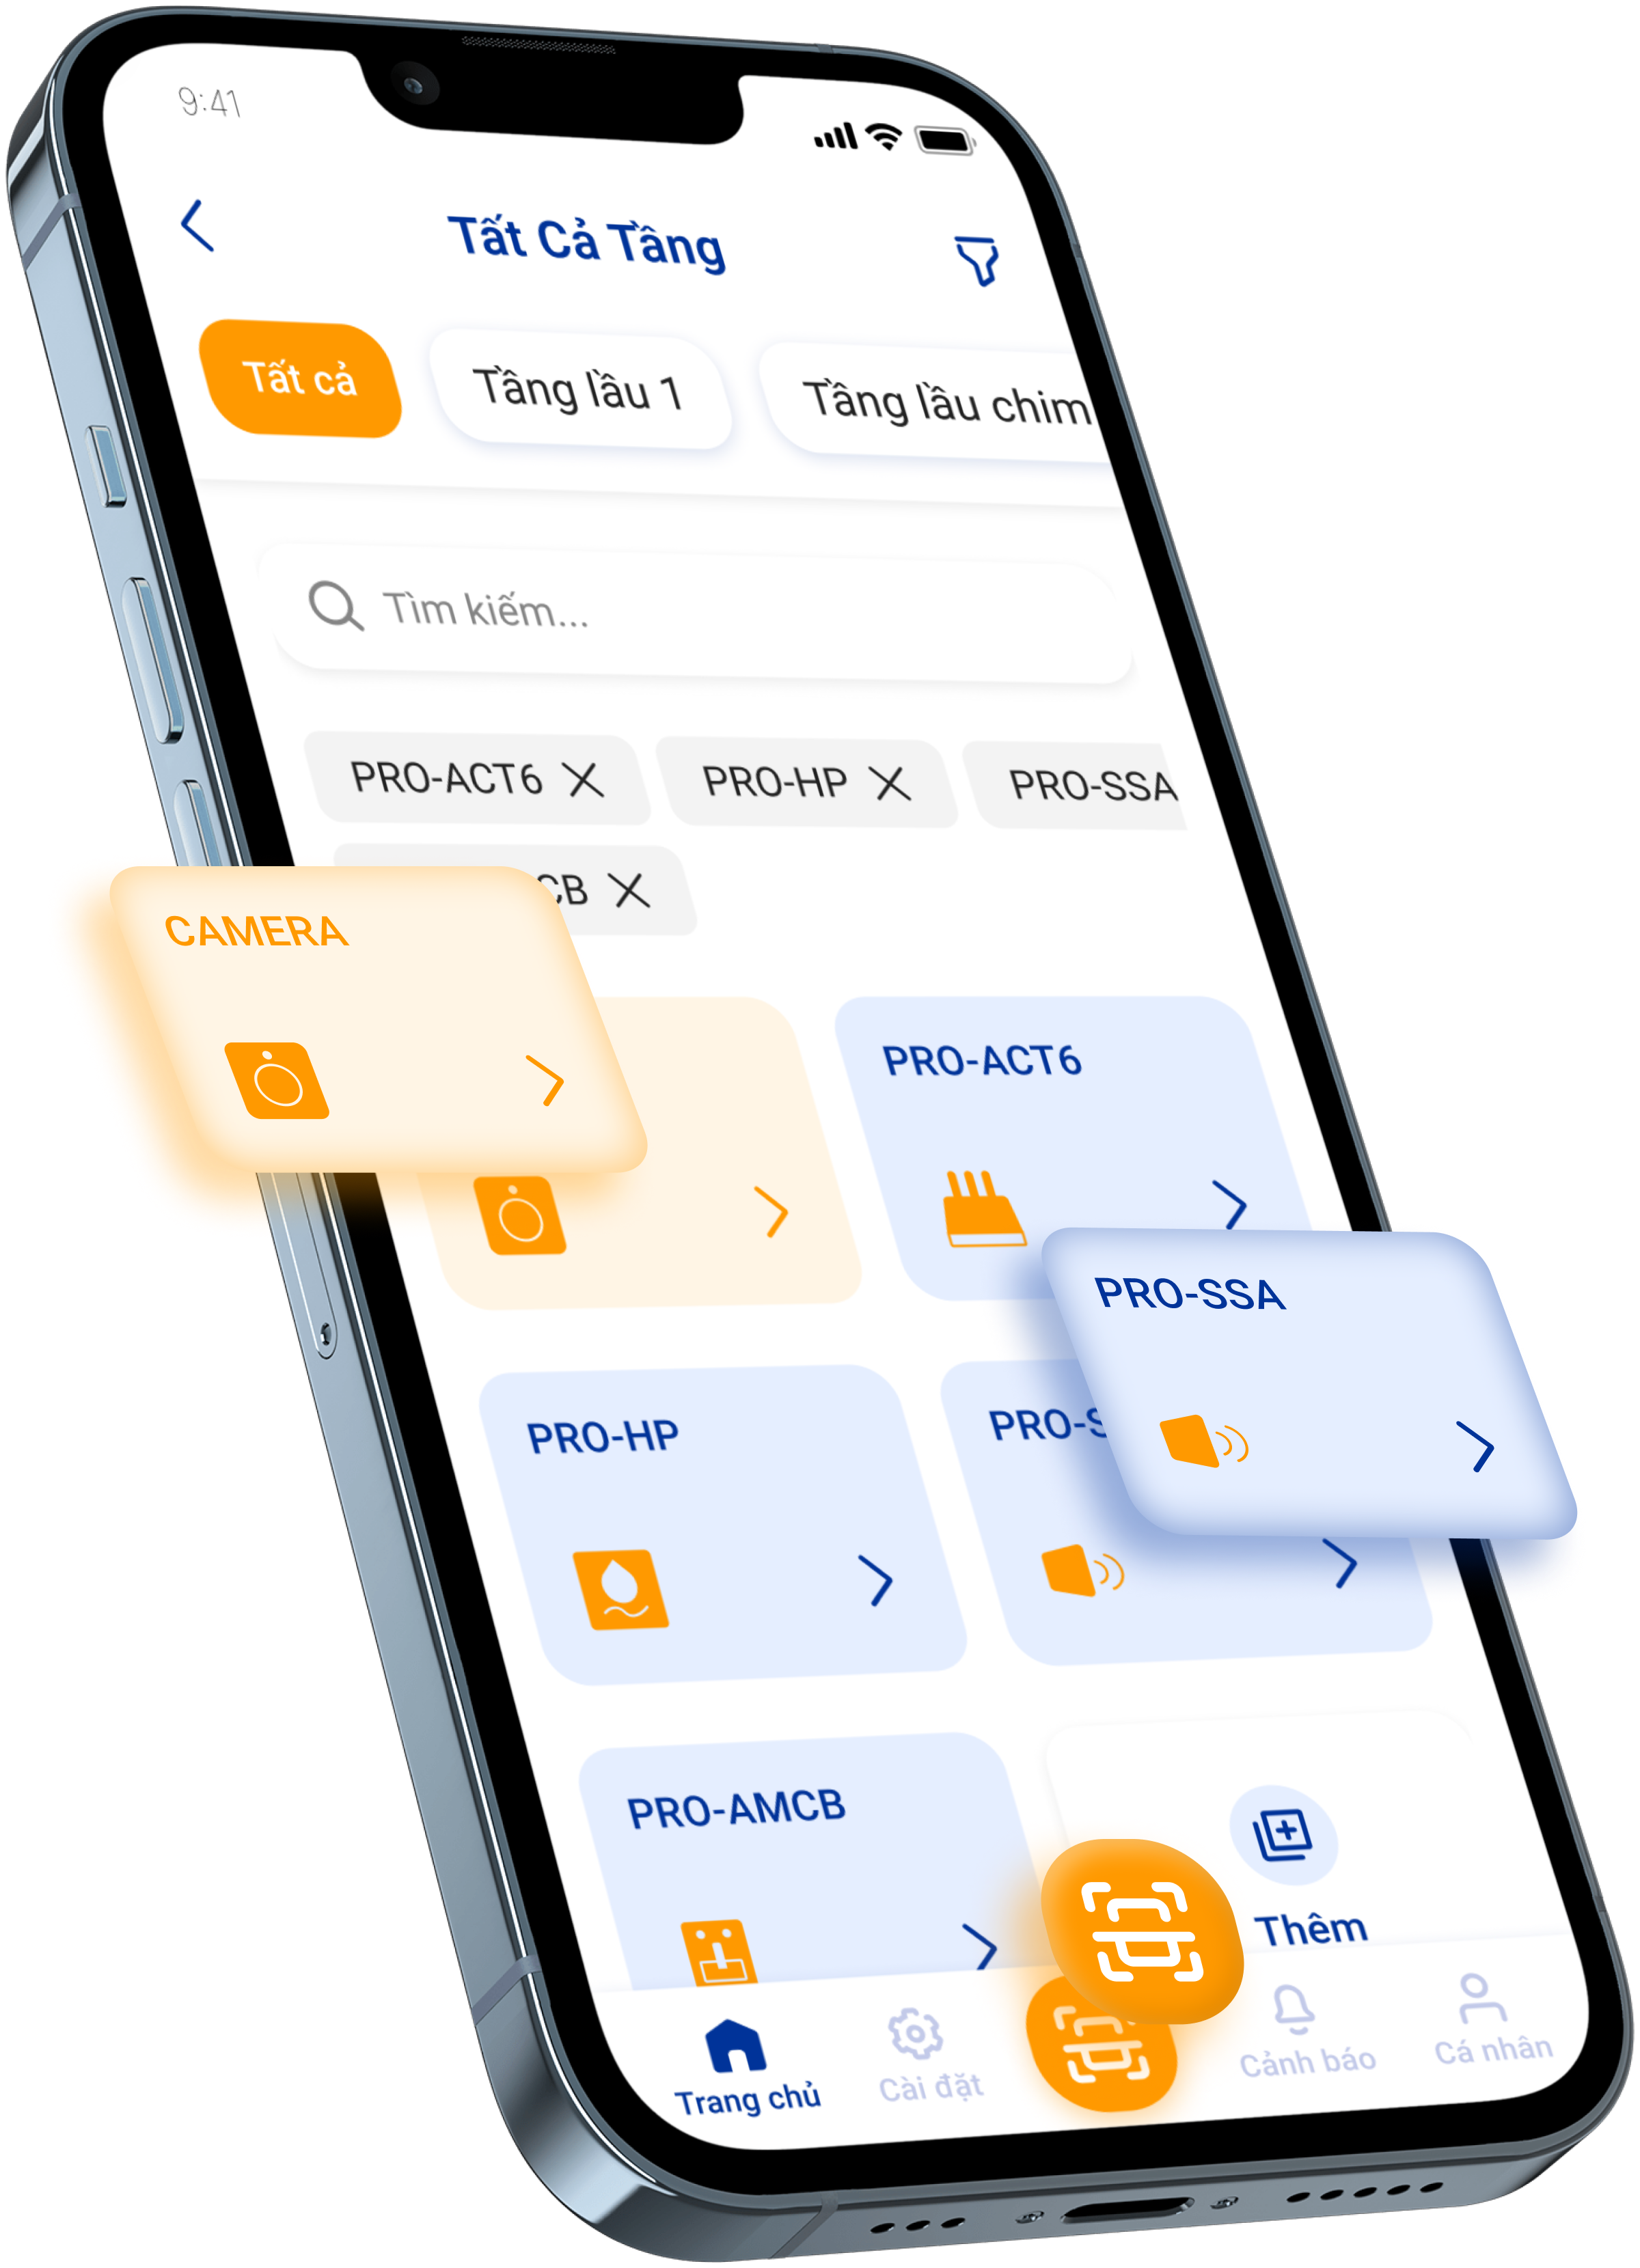 9:41
Tất Cả Tầng
Tất cả
Tầng lầu 1
Tầng lầu chim
Tìm kiếm...
PRO-ACT6
PRO-HP
PRO-SSA
CB
CAMERA
PRO-ACT6
PRO-SSA
PRO-HP
PRO-S
PRO-AMCB
Thêm
Trang chủ
Cài đặt
Cảnh báo
Cá nhân